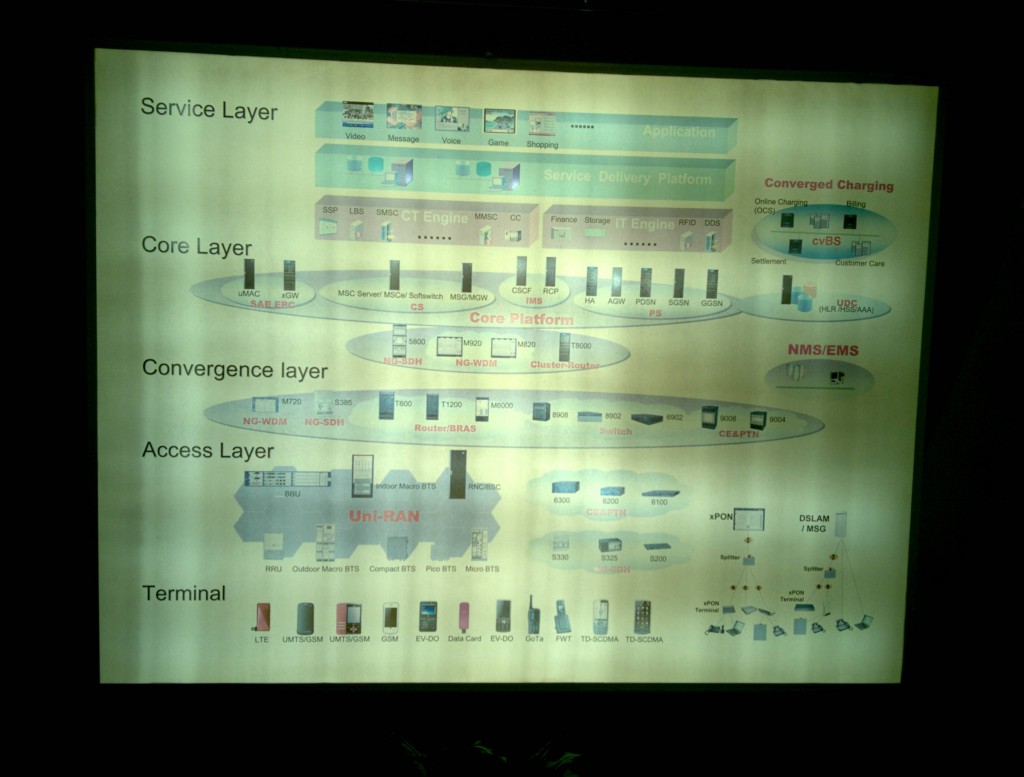 Service Layer
Video Message Voice Game Shopping
Application
Service Delivery Platform
Converged Charging
Online Charging (OCS) Billing
cvBS
Settlement Customer Care
SSP LBS SMSC CT Engine MMSC CC
Finance Storage IT Engine RFID DDS
Core Layer
uMAC xGW
SAE EPC
MSC Server/ MSCe/ Softswitch MSG/MGW
CS
CSCF RCP
IMS
HA AGW PDSN SGSN GGSN
PS
Core Platform
UDC
(HLR /HSS/AAA)
NMS/EMS
S800 M920 M820 T8000
NG-SDH NG-WDM Cluster-Router
Convergence layer
M720 S385 T600 T1200 M6000 8908 8902 6902 9008 9004
NG-WDM NG-SDH Router/BRAS Switch CE&PTN
Access Layer
BBU Indoor Macro BTS RNC/BSC
Uni-RAN
RRU Outdoor Macro BTS Compact BTS Pico BTS Micro BTS
6300 6200 6100
CE&PTN
S330 S325 S200
xPON
DSLAM / MSG
Splitter
Splitter
xPON Terminal
xPON Terminal
Terminal
LTE UMTS/GSM UMTS/GSM GSM EV-DO Data Card EV-DO GoTa FWT TD-SCDMA TD-SCDMA